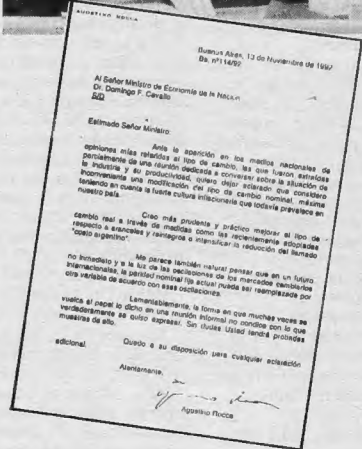 AGOSTINO ROCCA
Buenos Aires, 13 de Noviembre de 1992
Bs. nº114/92
Al Señor Ministro de Economía de la Nación
Dr. Domingo F. Cavallo
S/D
Estimado Señor Ministro:
Ante la aparición en los medios nacionales de
opiniones mías referidas al tipo de cambio, las que fueron extraídas
parcialmente de una reunión dedicada a conversar sobre la situación de
la industria y su productividad, quiero dejar aclarado que considero
inconveniente una modificación del tipo de cambio nominal, máxime
teniendo en cuenta la fuerte cultura inflacionaria que todavía prevalece en
nuestro país.
Creo más prudente y práctico mejorar el tipo de
cambio real a través de medidas como las recientemente adoptadas
respecto a aranceles y reintegros o intensificar la reducción del llamado
"costo argentino".
Me parece también natural pensar que en un futuro
no inmediato y a la luz de las oscilaciones de los mercados cambiarios
internacionales, la paridad nominal fija actual pueda ser reemplazada por
otra variable de acuerdo con esas oscilaciones.
Lamentablemente, la forma en que muchas veces se
vuelca al papel lo dicho en una reunión informal no condice con lo que
verdaderamente se quiso expresar. Sin dudas Usted tendrá probadas
muestras de ello.
Quedo a su disposición para cualquier aclaración
adicional.
Atentamente,
Agostino Rocca